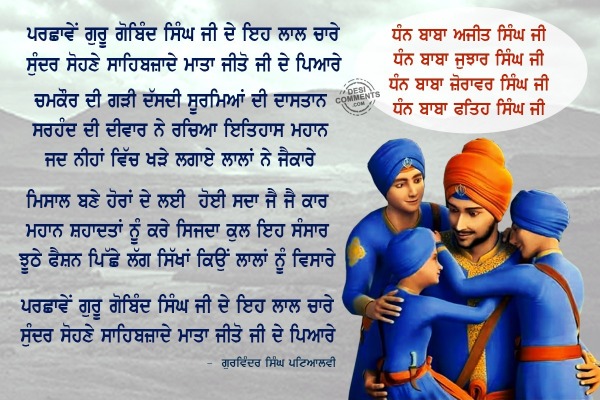 ਪਰਛਾਵੇਂ ਗੁਰੂ ਗੋਬਿੰਦ ਸਿੰਘ ਜੀ ਦੇ ਇਹ ਲਾਲ ਚਾਰੇ
ਸੁੰਦਰ ਸੋਹਣੇ ਸਾਹਿਬਜ਼ਾਦੇ ਮਾਤਾ ਜੀਤੋ ਜੀ ਦੇ ਪਿਆਰੇ
ਚਮਕੌਰ ਦੀ ਗੜੀ ਦੱਸਦੀ ਸੂਰਮਿਆਂ ਦੀ ਦਾਸਤਾਨ
ਸਰਹੰਦ ਦੀ ਦੀਵਾਰ ਨੇ ਰਚਿਆ ਇਤਿਹਾਸ ਮਹਾਨ
ਜਦ ਨੀਹਾਂ ਵਿੱਚ ਖੜੇ ਲਗਾਏ ਲਾਲਾਂ ਨੇ ਜੈਕਾਰੇ
ਮਿਸਾਲ ਬਣੇ ਹੋਰਾਂ ਦੇ ਲਈ ਹੋਈ ਸਦਾ ਜੈ ਜੈ ਕਾਰ
ਮਹਾਨ ਸ਼ਹਾਦਤਾਂ ਨੂੰ ਕਰੇ ਸਿਜਦਾ ਕੁਲ ਇਹ ਸੰਸਾਰ
ਝੂਠੇ ਫੈਸ਼ਨ ਪਿੱਛੇ ਲੱਗ ਸਿੱਖਾਂ ਕਿਉਂ ਲਾਲਾਂ ਨੂੰ ਵਿਸਾਰੇ
ਪਰਛਾਵੇਂ ਗੁਰੂ ਗੋਬਿੰਦ ਸਿੰਘ ਜੀ ਦੇ ਇਹ ਲਾਲ ਚਾਰੇ
ਸੁੰਦਰ ਸੋਹਣੇ ਸਾਹਿਬਜ਼ਾਦੇ ਮਾਤਾ ਜੀਤੋ ਜੀ ਦੇ ਪਿਆਰੇ
- ਗੁਰਵਿੰਦਰ ਸਿੰਘ ਪਟਿਆਲਵੀ
ਧੰਨ ਬਾਬਾ ਅਜੀਤ ਸਿੰਘ ਜੀ
ਧੰਨ ਬਾਬਾ ਜੁਝਾਰ ਸਿੰਘ ਜੀ
ਧੰਨ ਬਾਬਾ ਜ਼ੋਰਾਵਰ ਸਿੰਘ ਜੀ
ਧੰਨ ਬਾਬਾ ਫਤਿਹ ਸਿੰਘ ਜੀ
DESI
COMMENTS
.COM